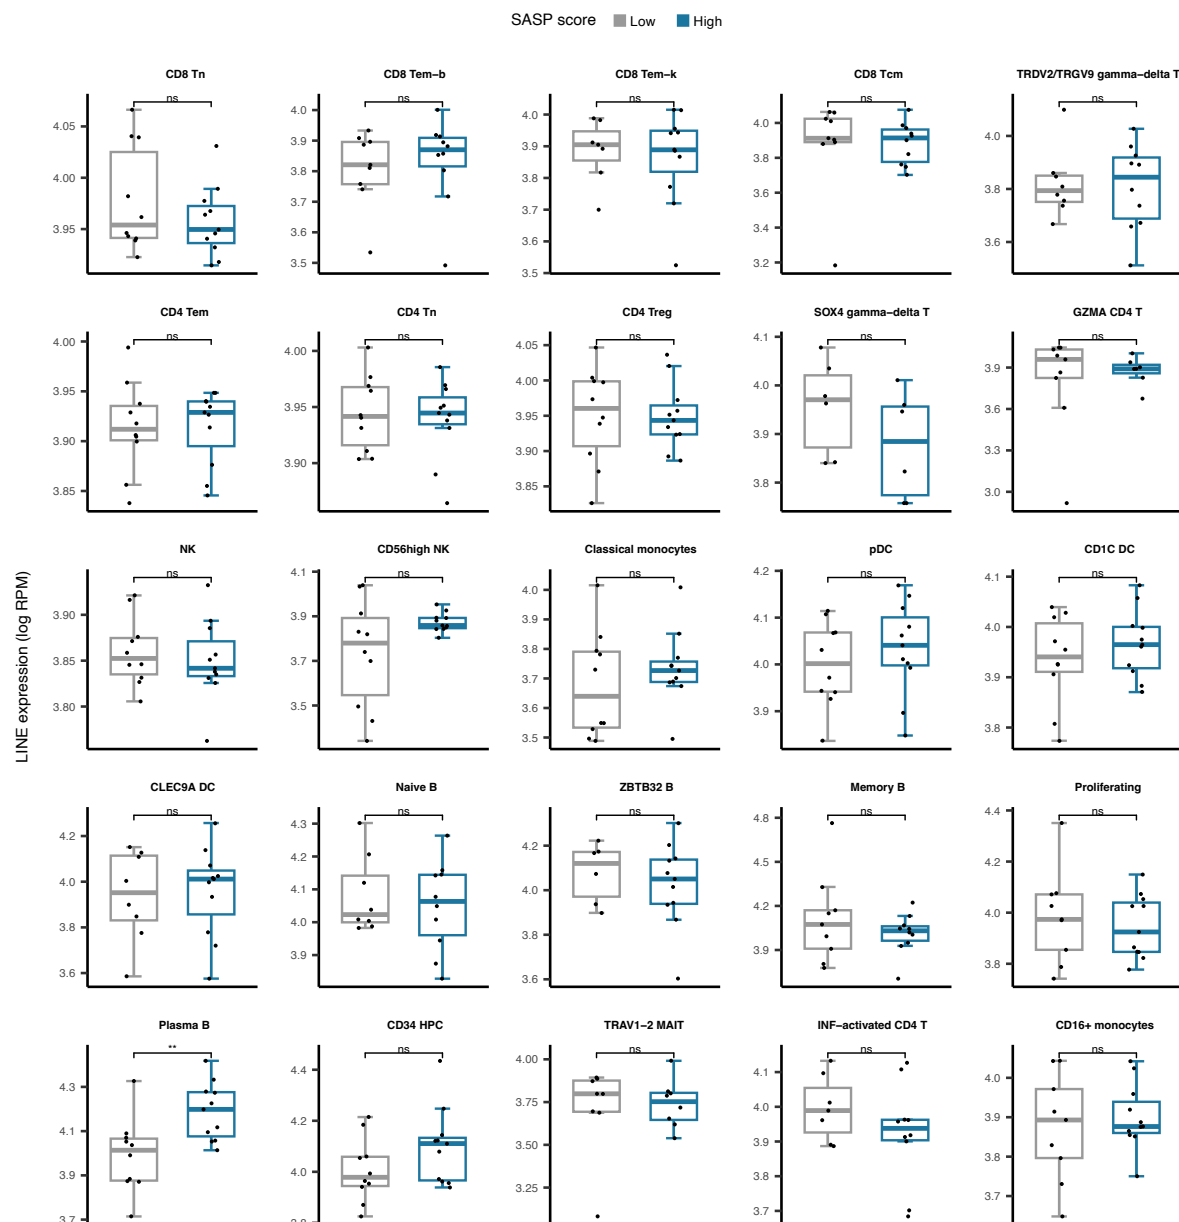 SASP score Low High
CD8 Tn CD8 Tem−b CD8 Tem−k CD8 Tcm TRDV2/TRGV9 gamma−delta T
ns ns ns ns ns
4.05 4.00 3.95
4.0 3.9 3.8 3.7 3.6 3.5
4.0 3.9 3.8 3.7 3.6 3.5
4.0 3.8 3.6 3.4 3.2
4.0 3.8 3.6
CD4 Tem CD4 Tn CD4 Treg SOX4 gamma−delta T GZMA CD4 T
ns ns ns ns ns
4.00 3.95 3.90 3.85
4.00 3.95 3.90
4.05 4.00 3.95 3.90 3.85
4.1 4.0 3.9 3.8
3.9 3.6 3.3 3.0
LINE expression (log RPM)
NK CD56high NK Classical monocytes pDC CD1C DC
ns ns ns ns ns
3.90 3.85 3.80
4.1 3.9 3.7 3.5
4.0 3.9 3.8 3.7 3.6 3.5
4.2 4.1 4.0 3.9
4.1 4.0 3.9 3.8
CLEC9A DC Naive B ZBTB32 B Memory B Proliferating
ns ns ns ns ns
4.2 4.0 3.8 3.6
4.3 4.2 4.1 4.0 3.9
4.2 4.0 3.8 3.6
4.8 4.5 4.2 3.9
4.4 4.2 4.0 3.8
Plasma B CD34 HPC TRAV1−2 MAIT INF−activated CD4 T CD16+ monocytes
** ns ns ns ns
4.3 4.1 3.9 3.7
4.4 4.2 4.0 3.8
4.00 3.75 3.50 3.25
4.1 4.0 3.9 3.8 3.7
4.0 3.9 3.8 3.7